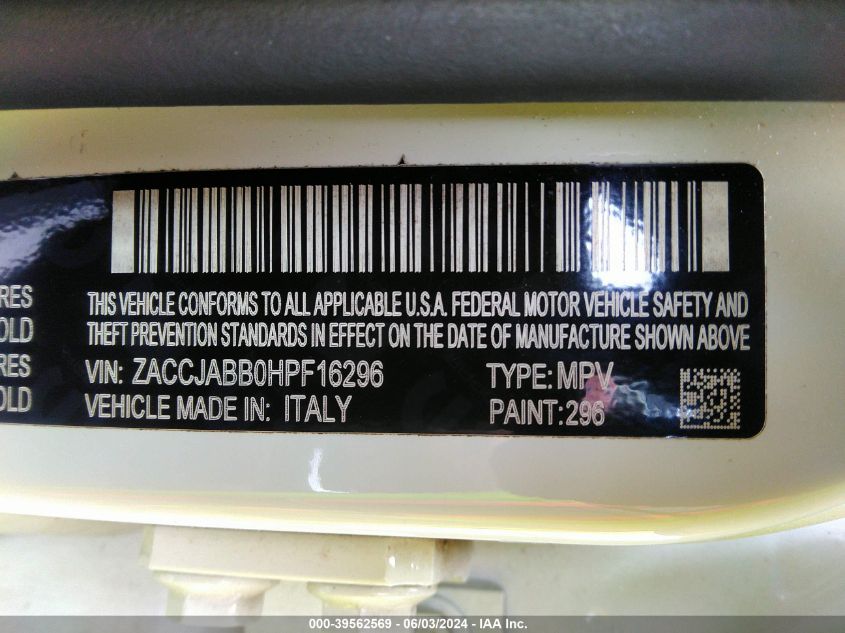 RES
OLD
RES
OLD
THIS VEHICLE CONFORMS TO ALL APPLICABLE U.S.A. FEDERAL MOTOR VEHICLE SAFETY AND
THEFT PREVENTION STANDARDS IN EFFECT ON THE DATE OF MANUFACTURE SHOWN ABOVE
VIN: ZACCJABB0HPF16296 TYPE: MPV
VEHICLE MADE IN: ITALY PAINT: 296
000-39562569 - 06/03/2024 - IAA Inc.